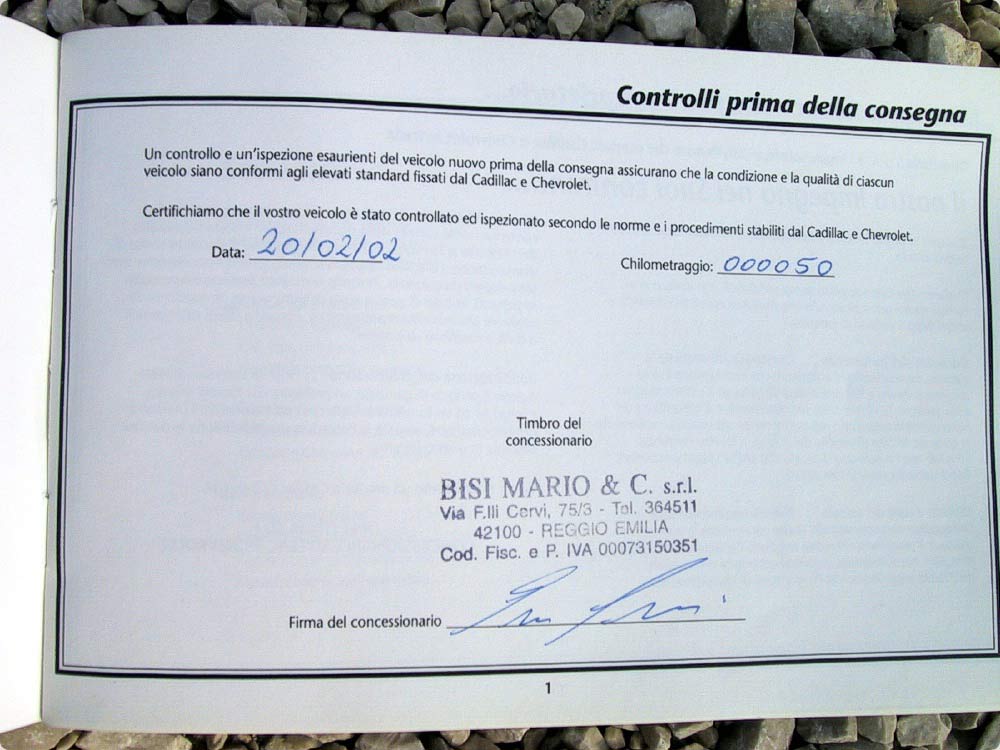 Controlli prima della consegna
Un controllo e un'ispezione esaurienti del veicolo nuovo prima della consegna assicurano che la condizione e la qualità di ciascun
veicolo siano conformi agli elevati standard fissati dal Cadillac e Chevrolet.
Certifichiamo che il vostro veicolo è stato controllato ed ispezionato secondo le norme e i procedimenti stabiliti dal Cadillac e Chevrolet.
Data: 20/02/02 Chilometraggio: 000050
Timbro del
concessionario
BISI MARIO & C. s.r.l.
Via F.lli Cervi, 75/3 - Tel. 364511
42100 - REGGIO EMILIA
Cod. Fisc. e P. IVA 00073150351
Firma del concessionario
1